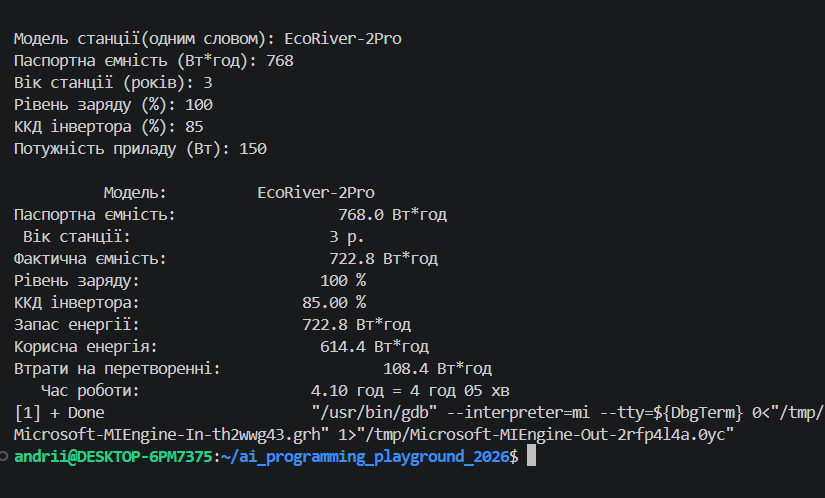 Модель станції(одним словом): EcoRiver-2Pro
Паспортна ємність (Вт*год): 768
Вік станції (років): 3
Рівень заряду (%): 100
ККД інвертора (%): 85
Потужність приладу (Вт): 150
Модель: EcoRiver-2Pro
Паспортна ємність: 768.0 Вт*год
Вік станції: 3 р.
Фактична ємність: 722.8 Вт*год
Рівень заряду: 100 %
ККД інвертора: 85.00 %
Запас енергії: 722.8 Вт*год
Корисна енергія: 614.4 Вт*год
Втрати на перетворенні: 108.4 Вт*год
Час роботи: 4.10 год = 4 год 05 хв
[1] + Done "/usr/bin/gdb" --interpreter=mi --tty=${DbgTerm} 0<"/tmp/
Microsoft-MIEngine-In-th2wwg43.grh" 1>"/tmp/Microsoft-MIEngine-Out-2rfp4l4a.0yc"
andrii@DESKTOP-6PM7375:~/ai_programming_playground_2026$